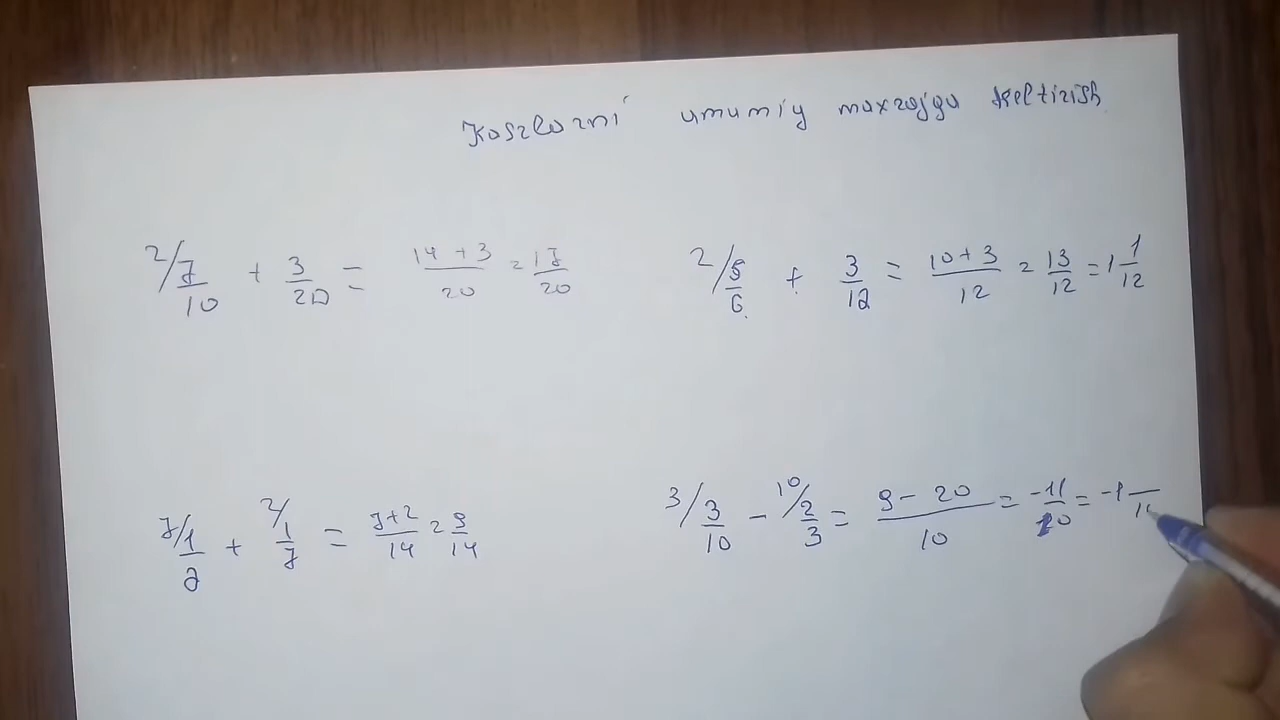 Kasrlarni umumiy maxrajga keltirish
2/ 7/10 + 3/20 = (14 + 3)/20 = 17/20
2/ 5/6 + 3/12 = (10 + 3)/12 = 13/12 = 1 1/12
7/ 1/2 + 2/ 1/7 = (7+2)/14 = 9/14
3/ 3/10 - 10/ 2/3 = (9 - 20)/10 = -11/10 = -1